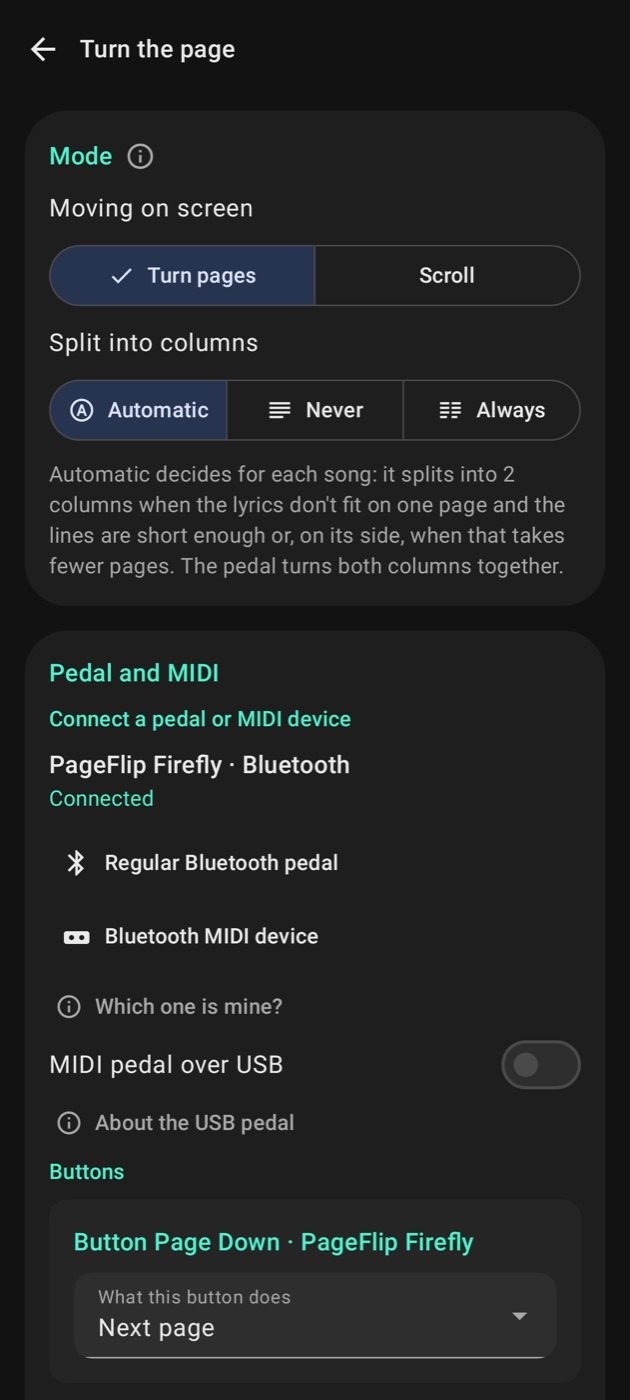 Turn the page
Mode
Moving on screen
Turn pages
Scroll
Split into columns
Automatic
Never
Always
Automatic decides for each song: it splits into 2
columns when the lyrics don't fit on one page and the
lines are short enough or, on its side, when that takes
fewer pages. The pedal turns both columns together.
Pedal and MIDI
Connect a pedal or MIDI device
PageFlip Firefly · Bluetooth
Connected
Regular Bluetooth pedal
Bluetooth MIDI device
Which one is mine?
MIDI pedal over USB
About the USB pedal
Buttons
Button Page Down · PageFlip Firefly
What this button does
Next page